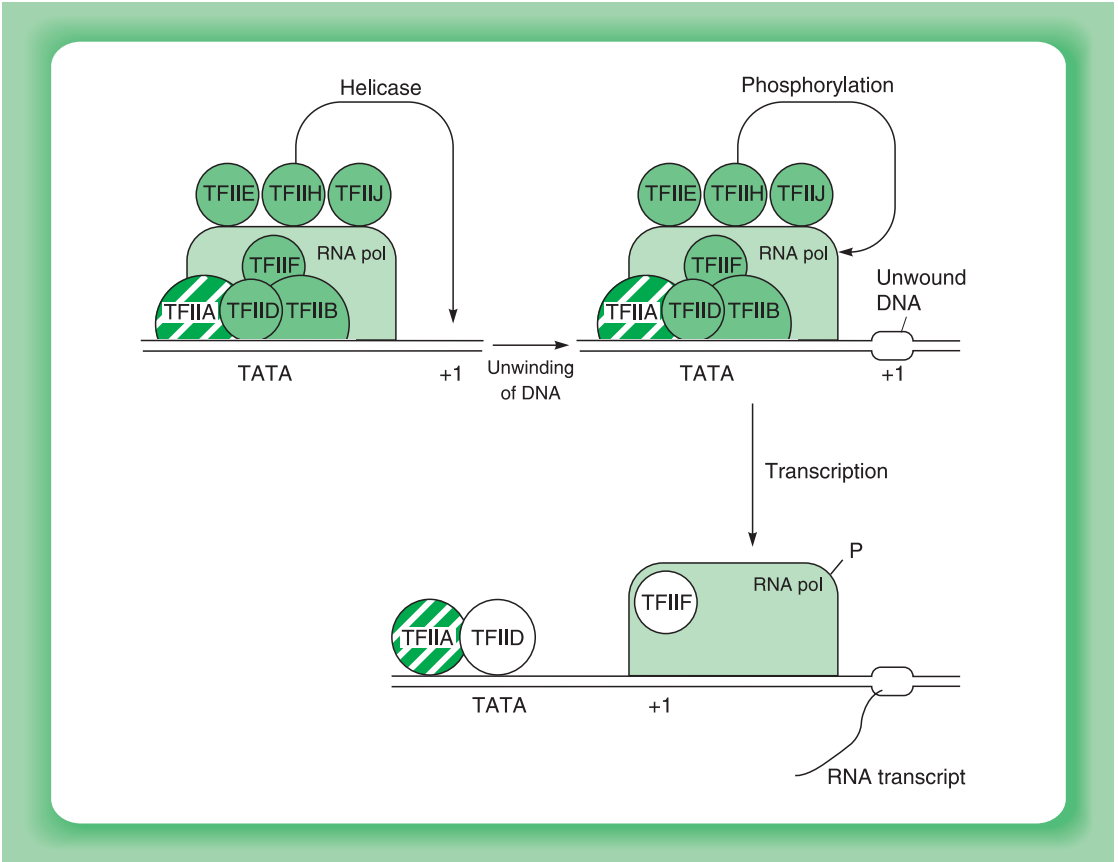 Helicase
TFIIE
TFIIH
TFIIJ
RNA pol
TFIIF
TFIIA
TFIID
TFIIB
TATA
+1
Unwinding
of DNA
Phosphorylation
TFIIE
TFIIH
TFIIJ
RNA pol
TFIIF
TFIIA
TFIID
TFIIB
Unwound
DNA
TATA
+1
Transcription
P
RNA pol
TFIIF
TFIIA
TFIID
TATA
+1
RNA transcript